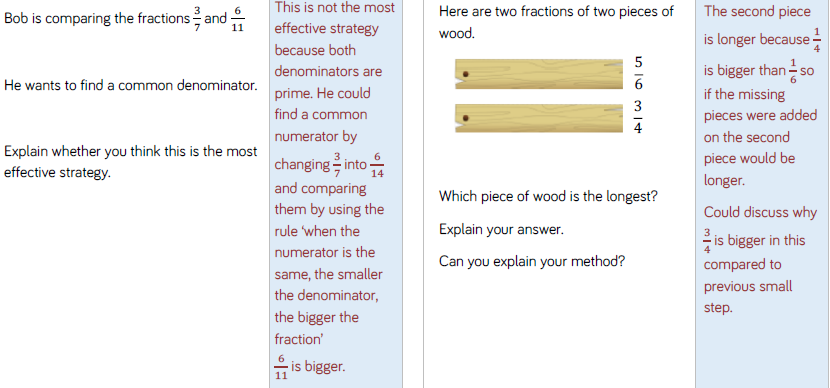 Bob is comparing the fractions 3/7 and 6/11
He wants to find a common denominator.
Explain whether you think this is the most
effective strategy.
This is not the most
effective strategy
because both
denominators are
prime. He could
find a common
numerator by
changing 3/7 into 6/14
and comparing
them by using the
rule ‘when the
numerator is the
same, the smaller
the denominator,
the bigger the
fraction’
6/11 is bigger.
Here are two fractions of two pieces of
wood.
5/6
3/4
Which piece of wood is the longest?
Explain your answer.
Can you explain your method?
The second piece
is longer because 1/4
is bigger than 1/6 so
if the missing
pieces were added
on the second
piece would be
longer.
Could discuss why
3/4 is bigger in this
compared to
previous small
step.